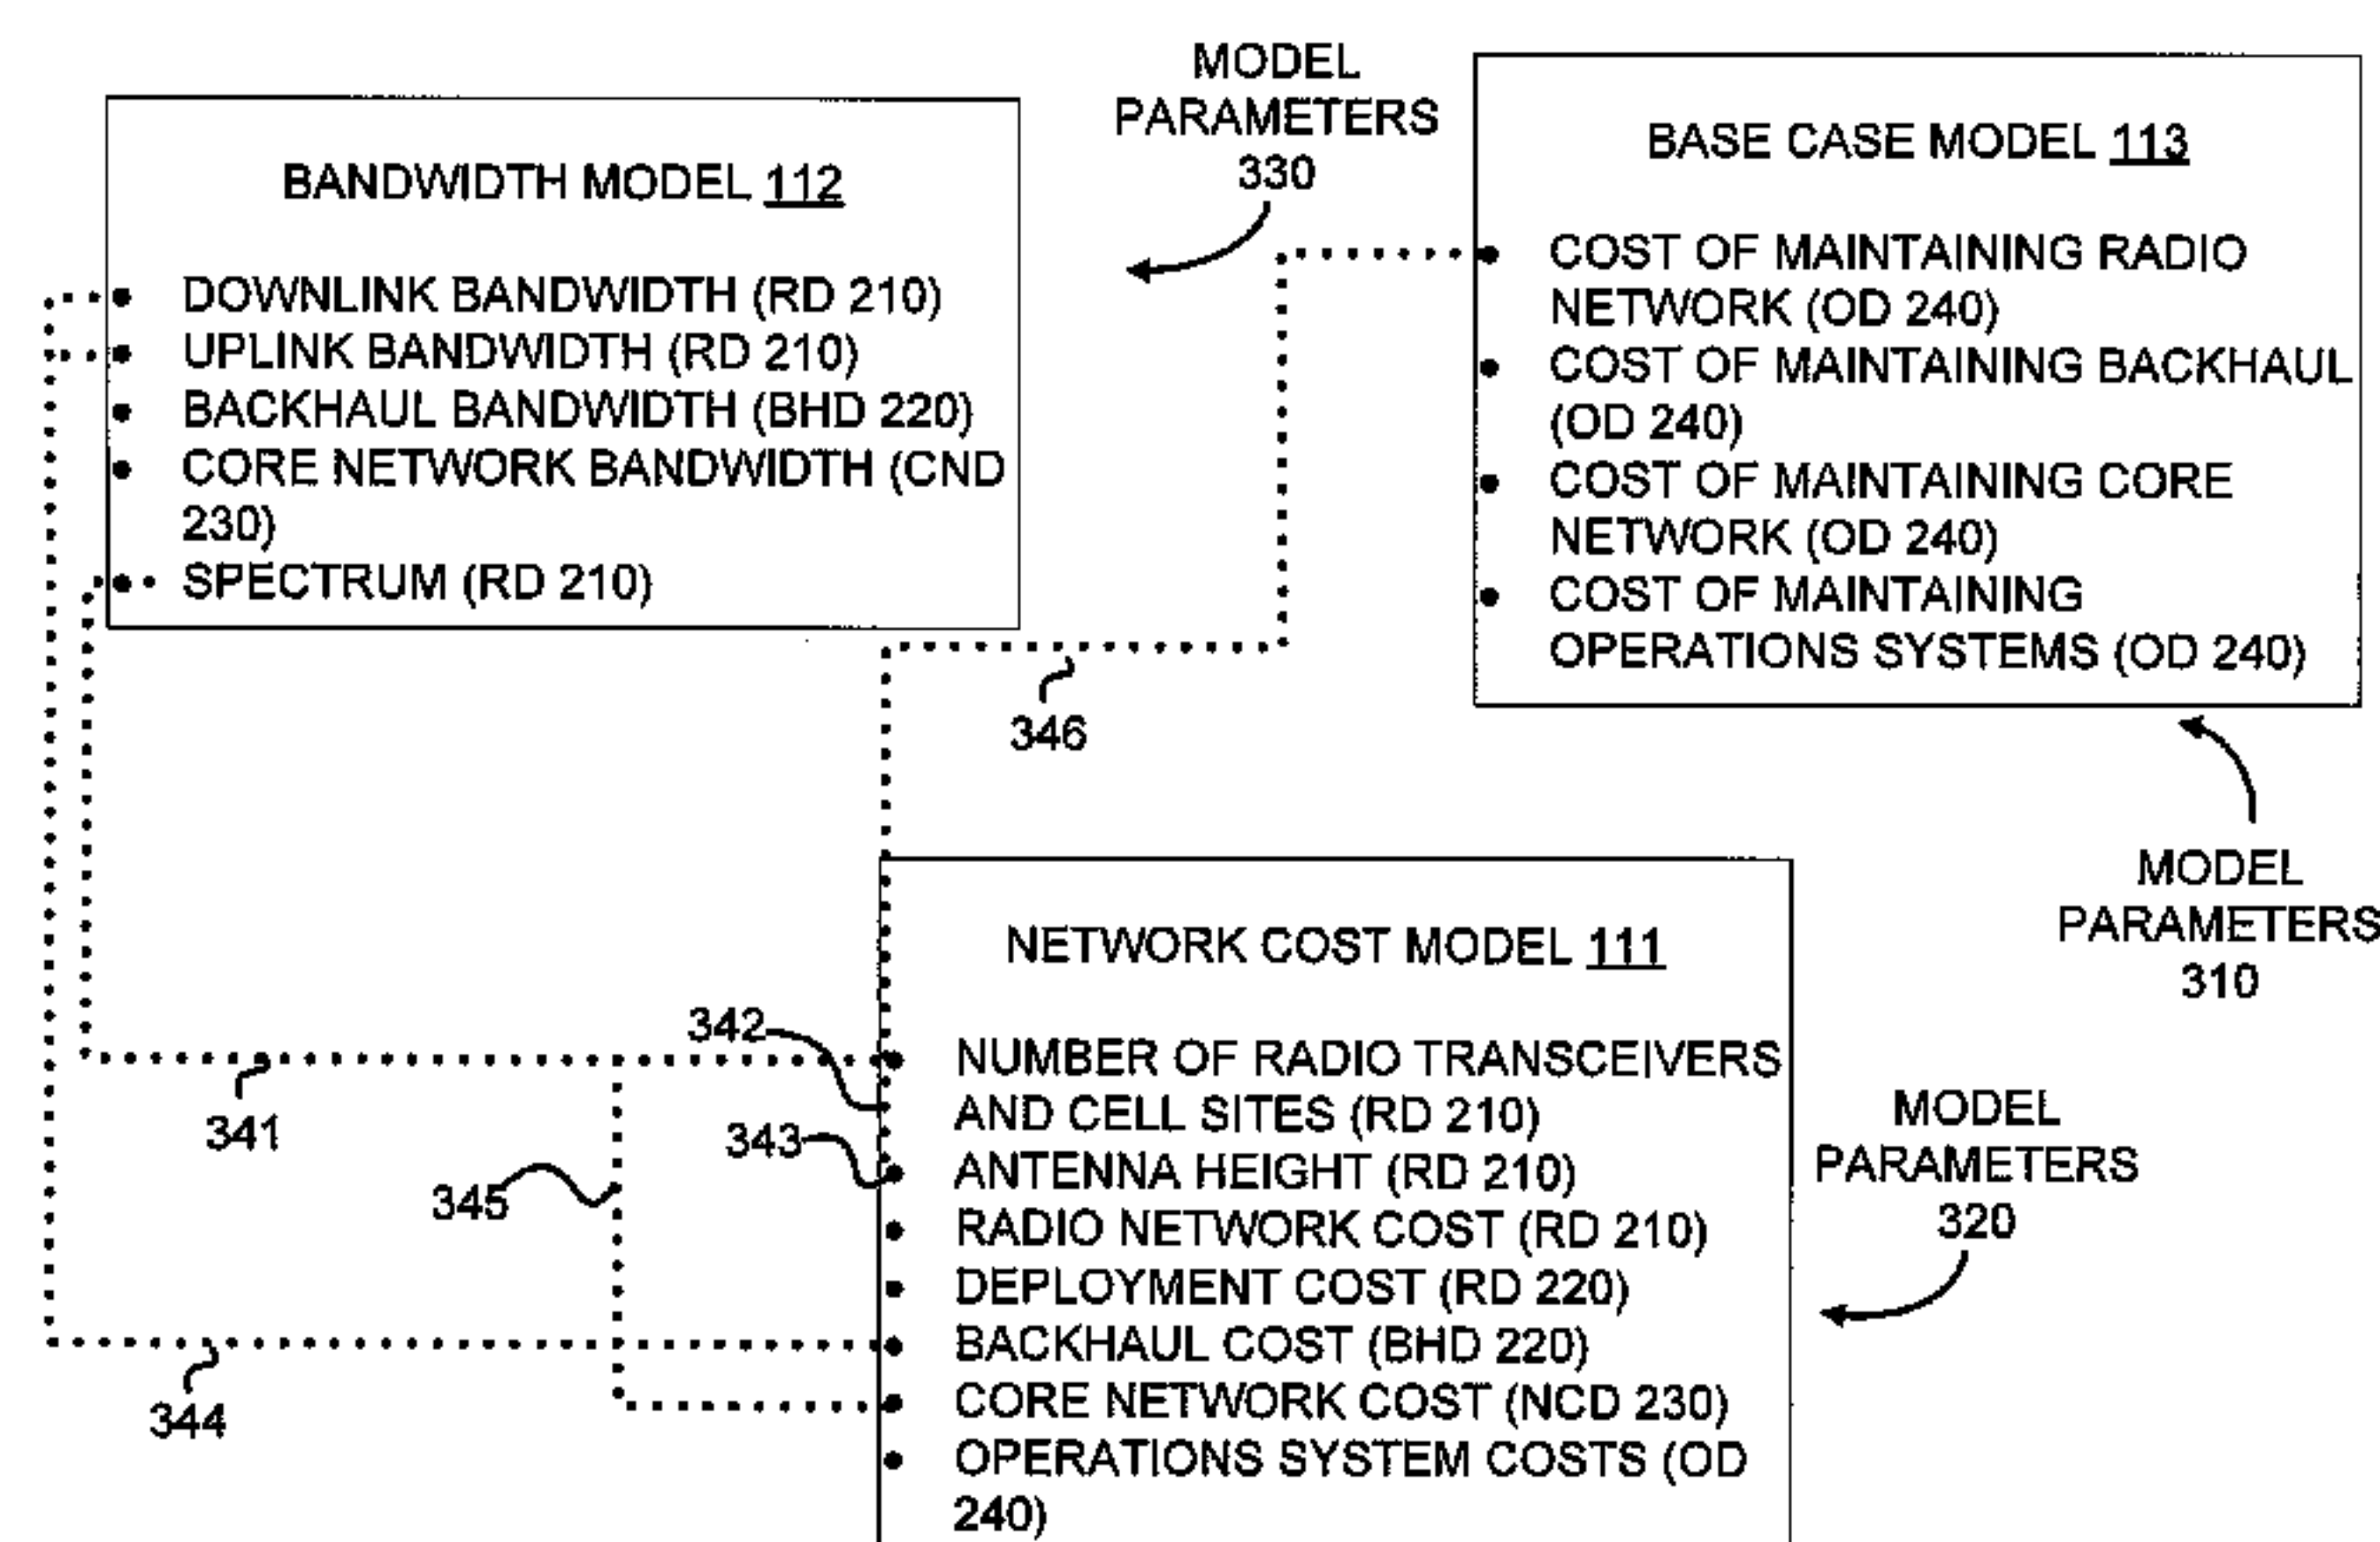 MODEL
PARAMETERS
330
BANDWIDTH MODEL 112
DOWNLINK BANDWIDTH (RD 210)
UPLINK BANDWIDTH (RD 210)
BACKHAUL BANDWIDTH (BHD 220)
CORE NETWORK BANDWIDTH (CND
230)
SPECTRUM (RD 210)
BASE CASE MODEL 113
COST OF MAINTAINING RADIO
NETWORK (OD 240)
COST OF MAINTAINING BACKHAUL
(OD 240)
COST OF MAINTAINING CORE
NETWORK (OD 240)
COST OF MAINTAINING
OPERATIONS SYSTEMS (OD 240)
346
MODEL
PARAMETERS
310
NETWORK COST MODEL 111
NUMBER OF RADIO TRANSCEIVERS
AND CELL SITES (RD 210)
ANTENNA HEIGHT (RD 210)
RADIO NETWORK COST (RD 210)
DEPLOYMENT COST (RD 220)
BACKHAUL COST (BHD 220)
CORE NETWORK COST (NCD 230)
OPERATIONS SYSTEM COSTS (OD
240)
342
341
343
345
344
MODEL
PARAMETERS
320